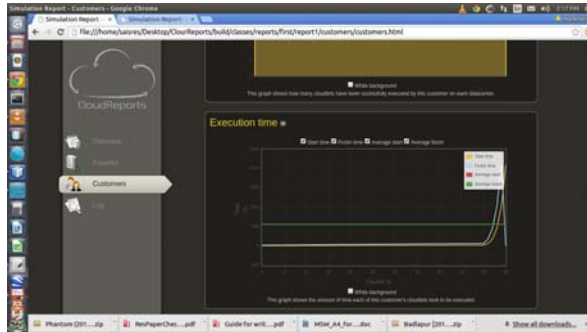 Simulation Report - Customers - Google Chrome
2:17 PM
Simulation Report
Simulation Report
file:///home/saisres/Desktop/ClourReports/build/classes/reports/first/report1/customers/customers.html
White background
This graph shows how many cloudlets have been sucessfully executed by this customer on each datacenter.
CloudReports
Overview
Provider
Customers
Log
Execution time
Start time Finish time Average start Average finish
Start time
Finish time
Average start
Average finish
White background
This graph shows the amount of time each of this customer's cloudlets took to be executed.
Phantom (201....zip
ResPaperChec....pdf
Guide for writ....pdf
MSW_A4_for....doc
Badlapur (201....zip
Show all downloads...